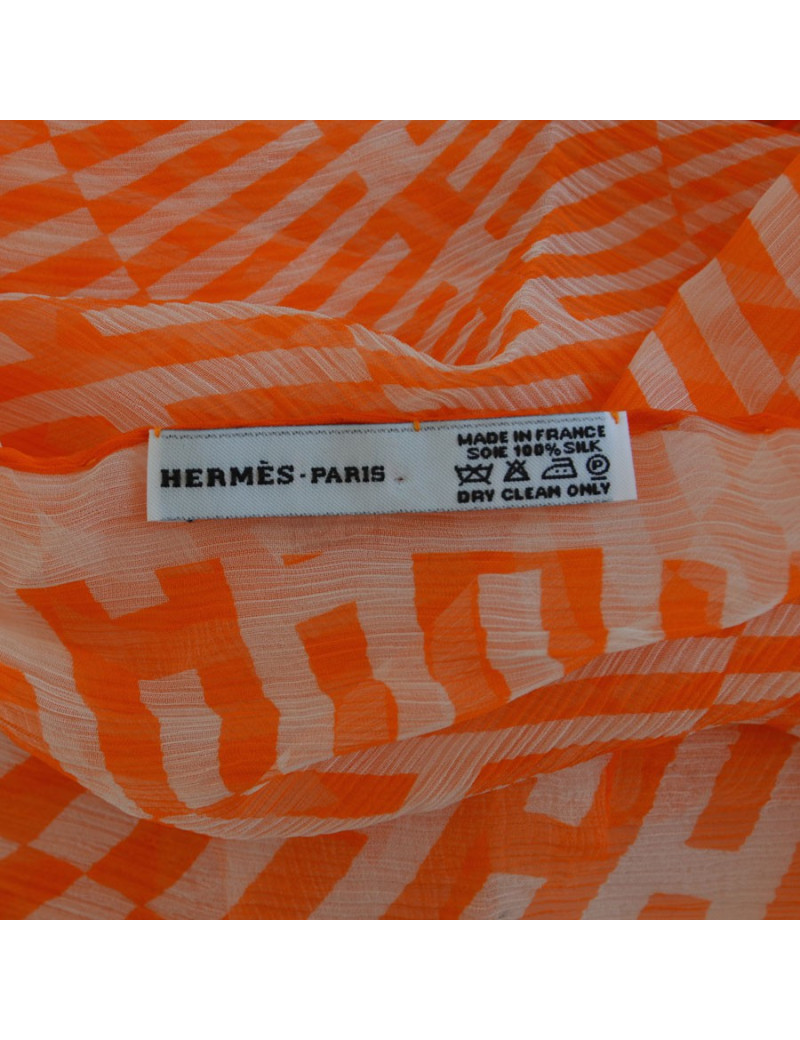 HERMÈS-PARIS
MADE IN FRANCE
SOIE 100% SILK
P
DRY CLEAN ONLY